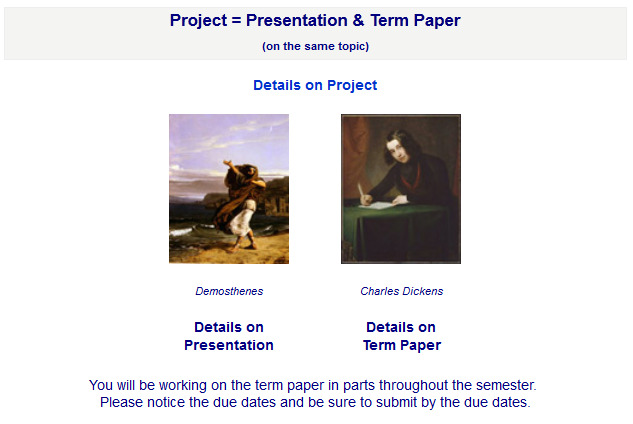 Project = Presentation & Term Paper
(on the same topic)
Details on Project
Demosthenes
Charles Dickens
Details on
Presentation
Details on
Term Paper
You will be working on the term paper in parts throughout the semester.
Please notice the due dates and be sure to submit by the due dates.